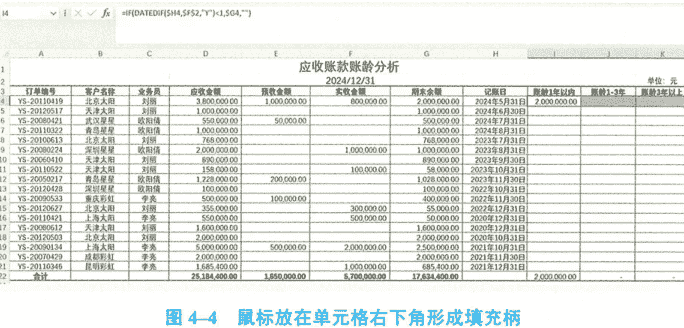 I4 =IF(DATEDIF($H4,$F$2,"Y")<1,$G4,"")
A B C D E F G H I J K
1 应收账款账龄分析
2 2024/12/31 单位：元
3 订单编号 客户名称 业务员 应收金额 预收金额 实收金额 期末余额 记账日 账龄1年以内 账龄1-3年 账龄3年以上
4 YS-20110419 北京太阳 刘丽 3,800,000.00 1,000,000.00 800,000.00 2,000,000.00 2024年5月31日 2,000,000.00
5 YS-20120517 天津太阳 刘丽 1,000,000.00 1,000,000.00 2024年6月30日
6 YS-20080421 武汉星星 欧阳倩 550,000.00 50,000.00 500,000.00 2024年7月31日
7 YS-20110322 青岛星星 欧阳倩 1,000,000.00 1,000,000.00 2024年8月31日
8 YS-20100613 北京太阳 刘丽 768,000.00 768,000.00 2023年7月31日
9 YS-20080224 深圳星星 欧阳倩 2,000,000.00 1,000,000.00 1,000,000.00 2023年8月31日
10 YS-20060410 天津太阳 刘丽 890,000.00 890,000.00 2023年9月30日
11 YS-20110522 天津太阳 刘丽 158,000.00 100,000.00 58,000.00 2023年10月31日
12 YS-20050217 青岛星星 欧阳倩 1,228,000.00 200,000.00 1,028,000.00 2023年11月30日
13 YS-20120428 深圳星星 欧阳倩 100,000.00 100,000.00 2022年10月31日
14 YS-20090533 重庆彩虹 李亮 500,000.00 100,000.00 400,000.00 2022年11月30日
15 YS-20120627 北京太阳 刘丽 355,000.00 300,000.00 55,000.00 2022年12月31日
16 YS-20110421 上海太阳 李亮 550,000.00 500,000.00 50,000.00 2020年12月31日
17 YS-20080612 天津太阳 刘丽 1,600,000.00 1,600,000.00 2020年12月31日
18 YS-20120503 北京太阳 刘丽 2,000,000.00 2,000,000.00 2020年10月31日
19 YS-20090134 上海太阳 李亮 5,000,000.00 500,000.00 2,000,000.00 2,500,000.00 2021年10月31日
20 YS-20070429 成都彩虹 李亮 2,000,000.00 2,000,000.00 2021年11月30日
21 YS-20110346 昆明彩虹 李亮 1,685,400.00 1,000,000.00 685,400.00 2021年12月31日
22 合计 25,184,400.00 1,850,000.00 5,700,000.00 17,634,400.00 2,000,000.00 - -
图 4–4 鼠标放在单元格右下角形成填充柄